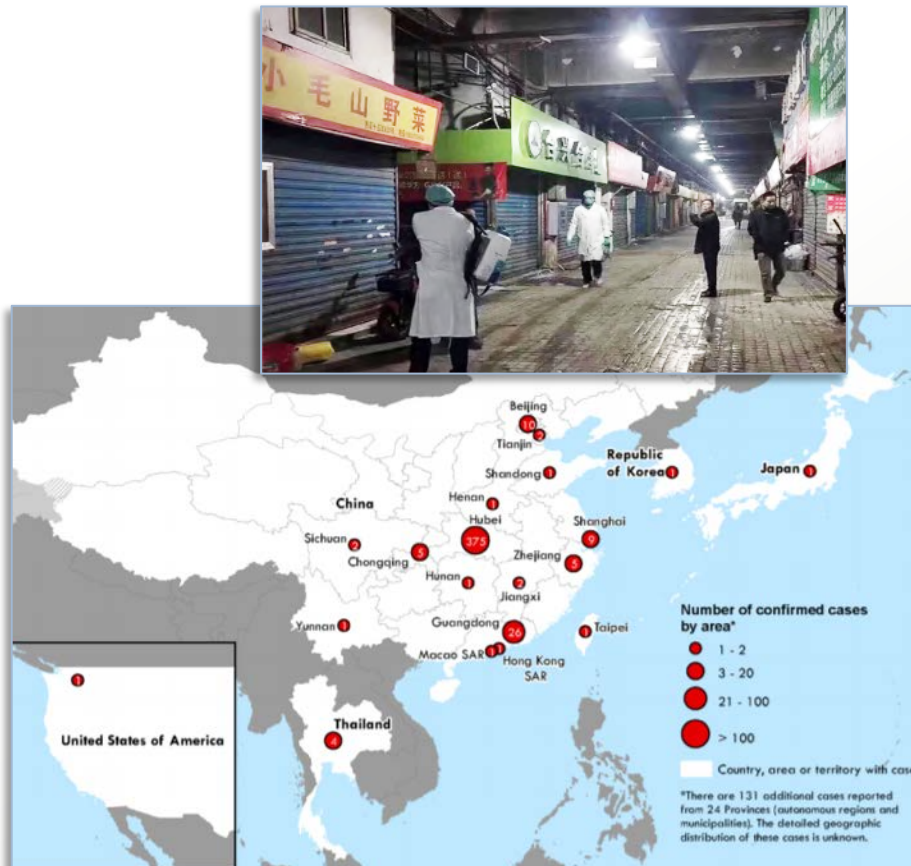 小毛山野菜
Beijing
10
Tianjin
2
Shandong
1
Republic
of Korea
1
Japan
1
China
Henan
1
Hubei
375
Shanghai
9
Sichuan
2
Chongqing
5
Zhejiang
5
Hunan
1
Jiangxi
2
Yunnan
1
Guangdong
26
Taipei
1
Macao SAR
1
1
Hong Kong
SAR
Thailand
4
1
United States of America
Number of confirmed cases
by area*
1 - 2
3 - 20
21 - 100
> 100
Country, area or territory with case
*There are 131 additional cases reported
from 24 Provinces (autonomous regions and
municipalities). The detailed geographic
distribution of these cases is unknown.